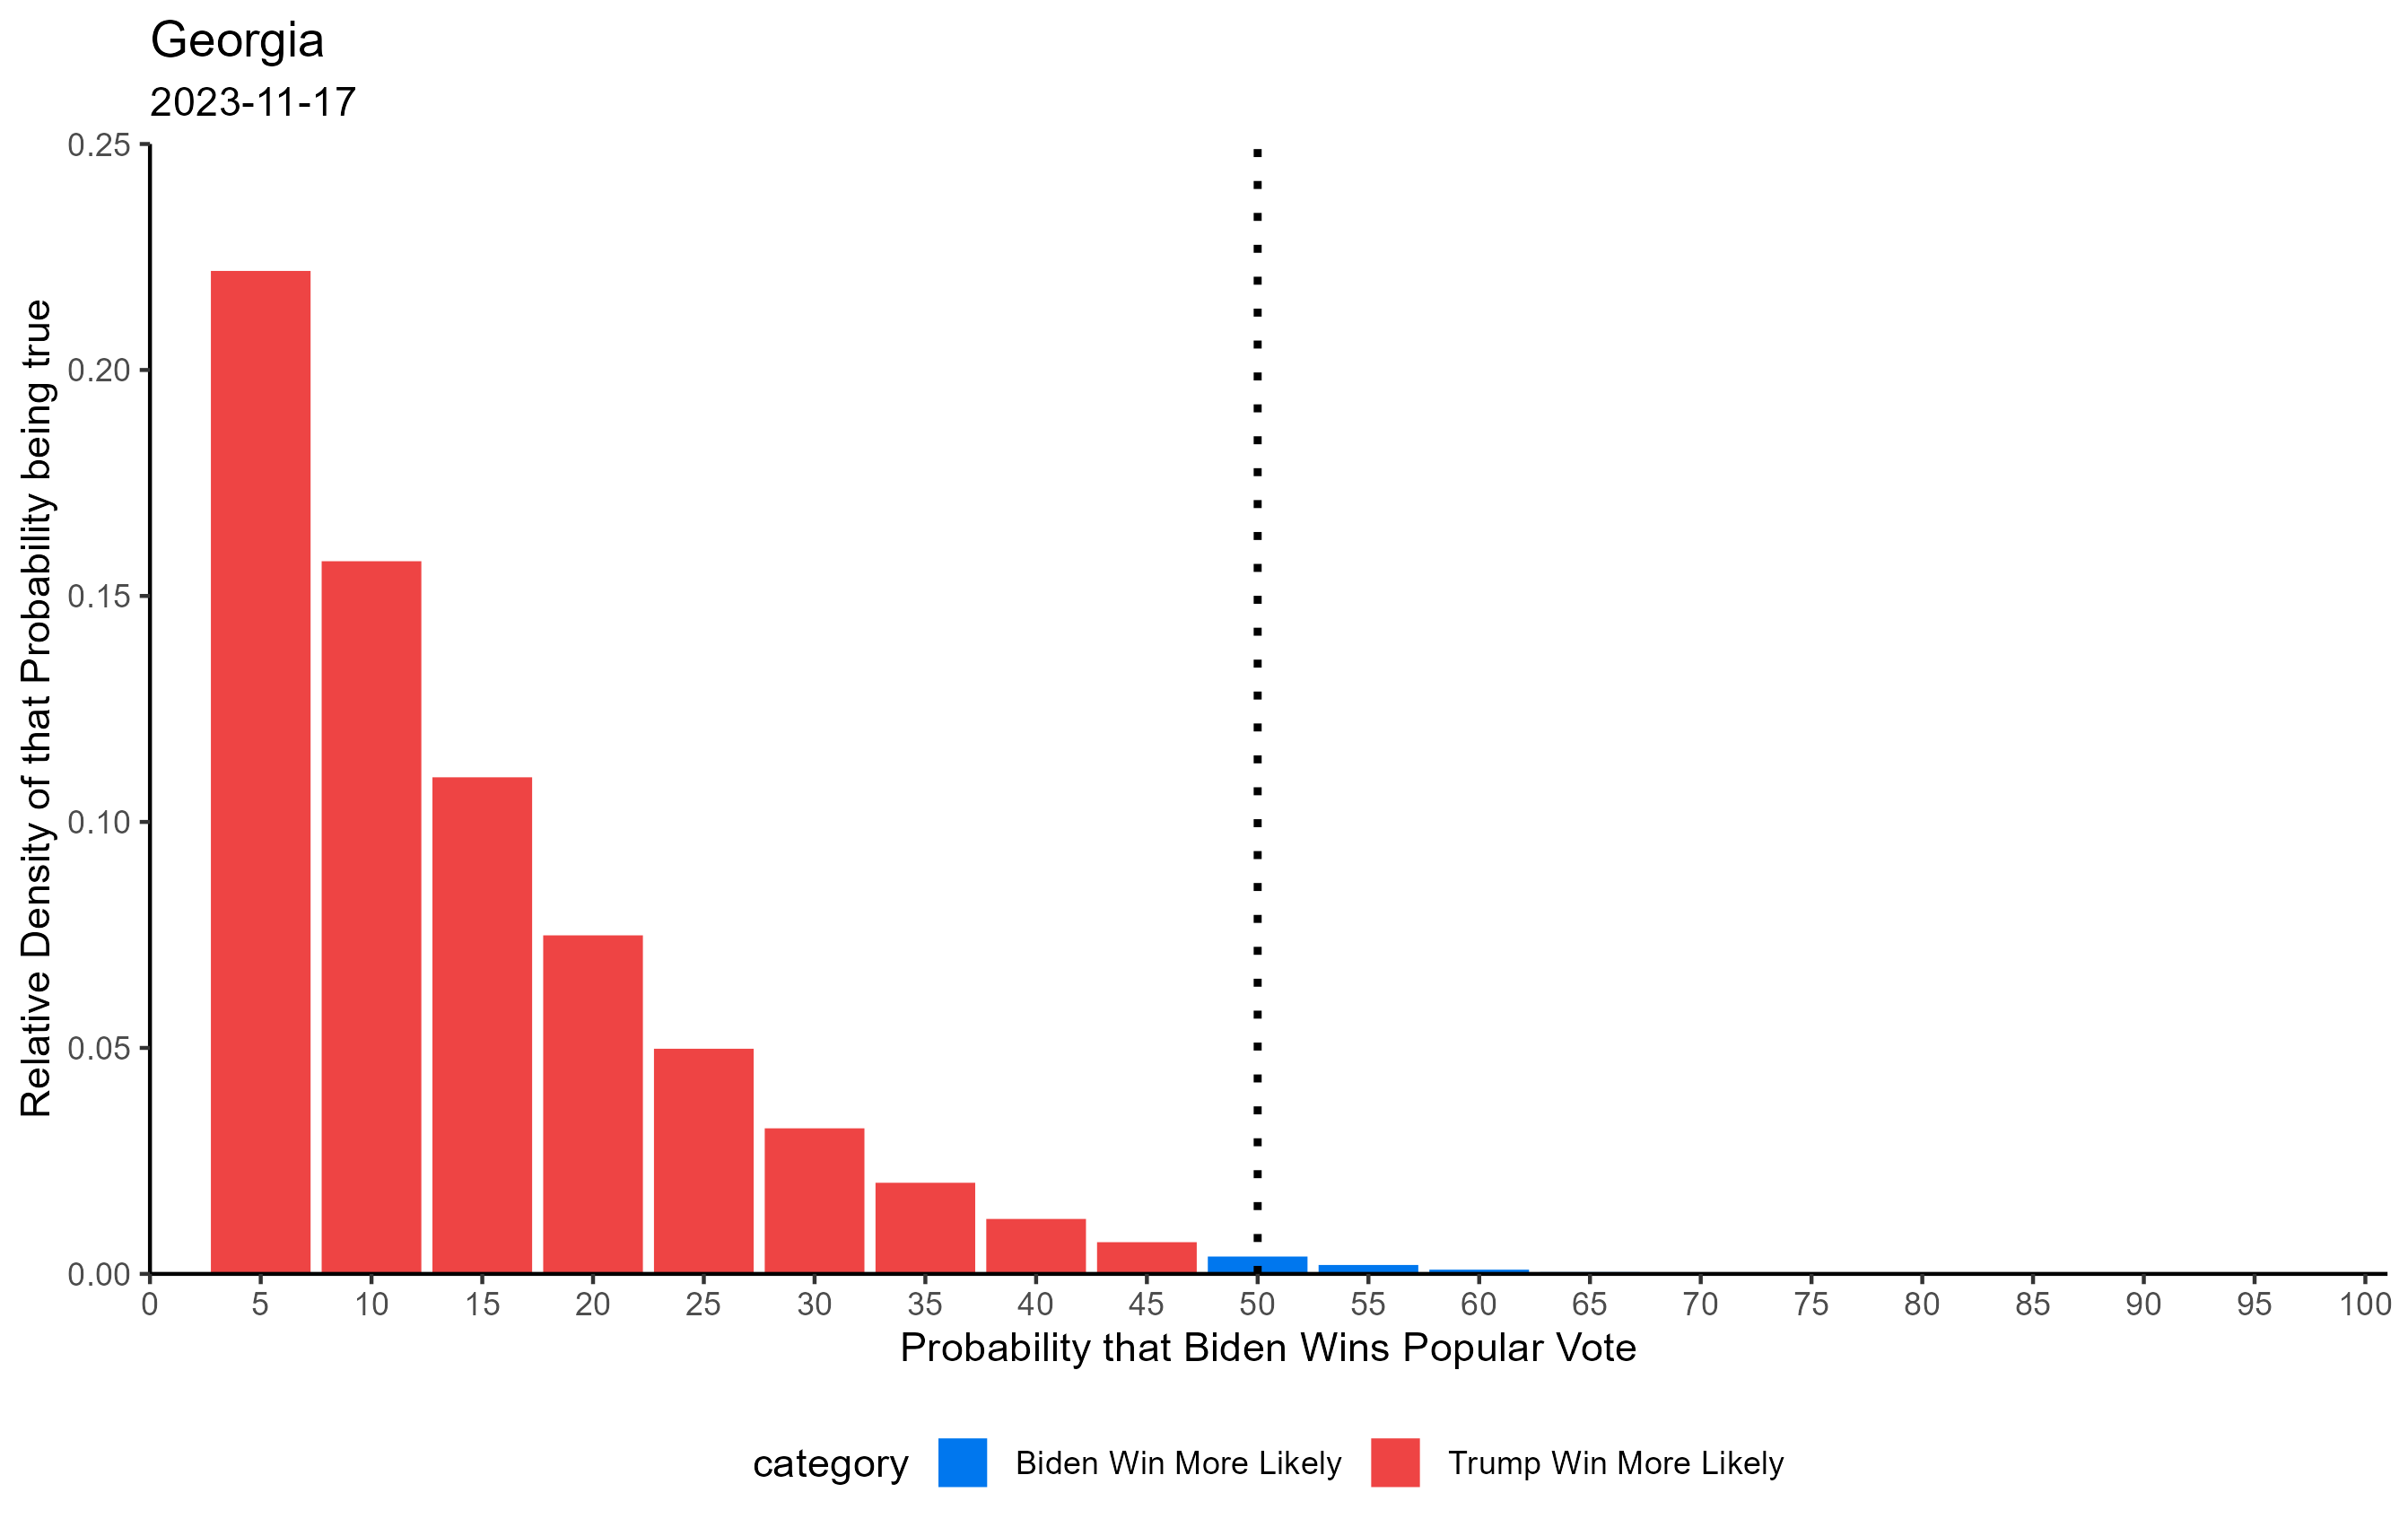 Georgia
2023-11-17
0.25
0.20
0.15
0.10
0.05
0.00
Relative Density of that Probability being true
0 5 10 15 20 25 30 35 40 45 50 55 60 65 70 75 80 85 90 95 100
Probability that Biden Wins Popular Vote
category Biden Win More Likely Trump Win More Likely